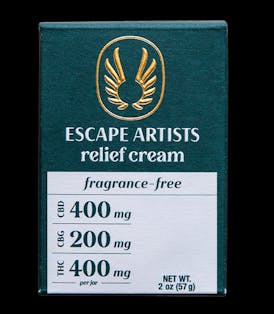 ESCAPE ARTISTS
relief cream
fragrance-free
CBD 400 mg
CBG 200 mg
THC 400 mg
per jar
NET WT.
2 oz (57 g)